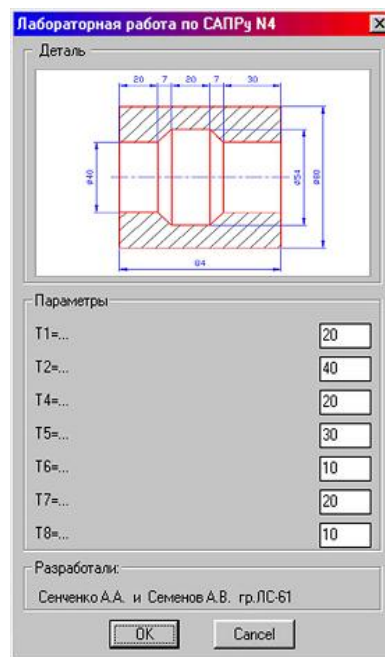 Лабораторная работа по САПРу N4
Деталь
20 7 20 7 30
ø40
ø54
ø80
84
Параметры
T1=... 20
T2=... 40
T4=... 20
T5=... 30
T6=... 10
T7=... 20
T8=... 10
Разработали:
Сенченко А.А. и Семенов А.В. гр.ЛС-61
OK Cancel